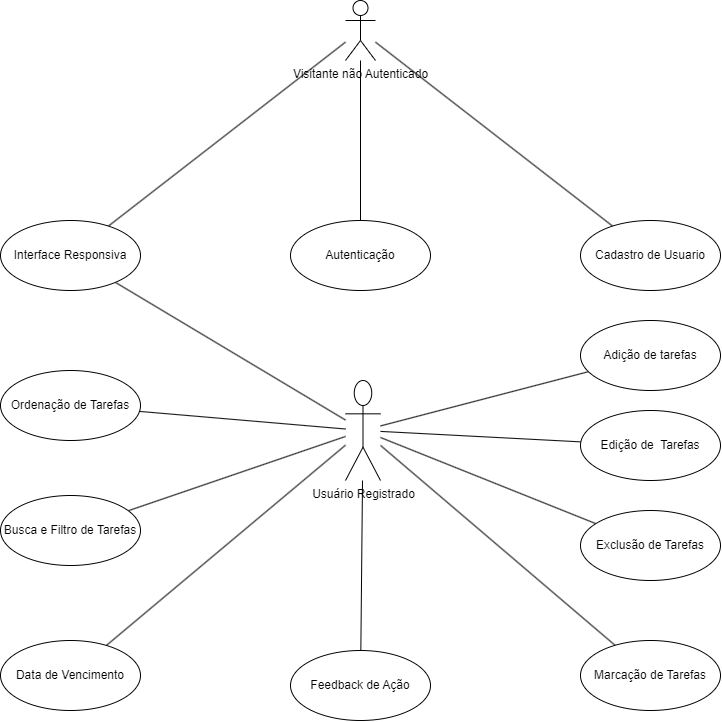 Visitante não Autenticado
Interface Responsiva
Autenticação
Cadastro de Usuario
Adição de tarefas
Ordenação de Tarefas
Edição de  Tarefas
Usuário Registrado
Busca e Filtro de Tarefas
Exclusão de Tarefas
Data de Vencimento
Feedback de Ação
Marcação de Tarefas